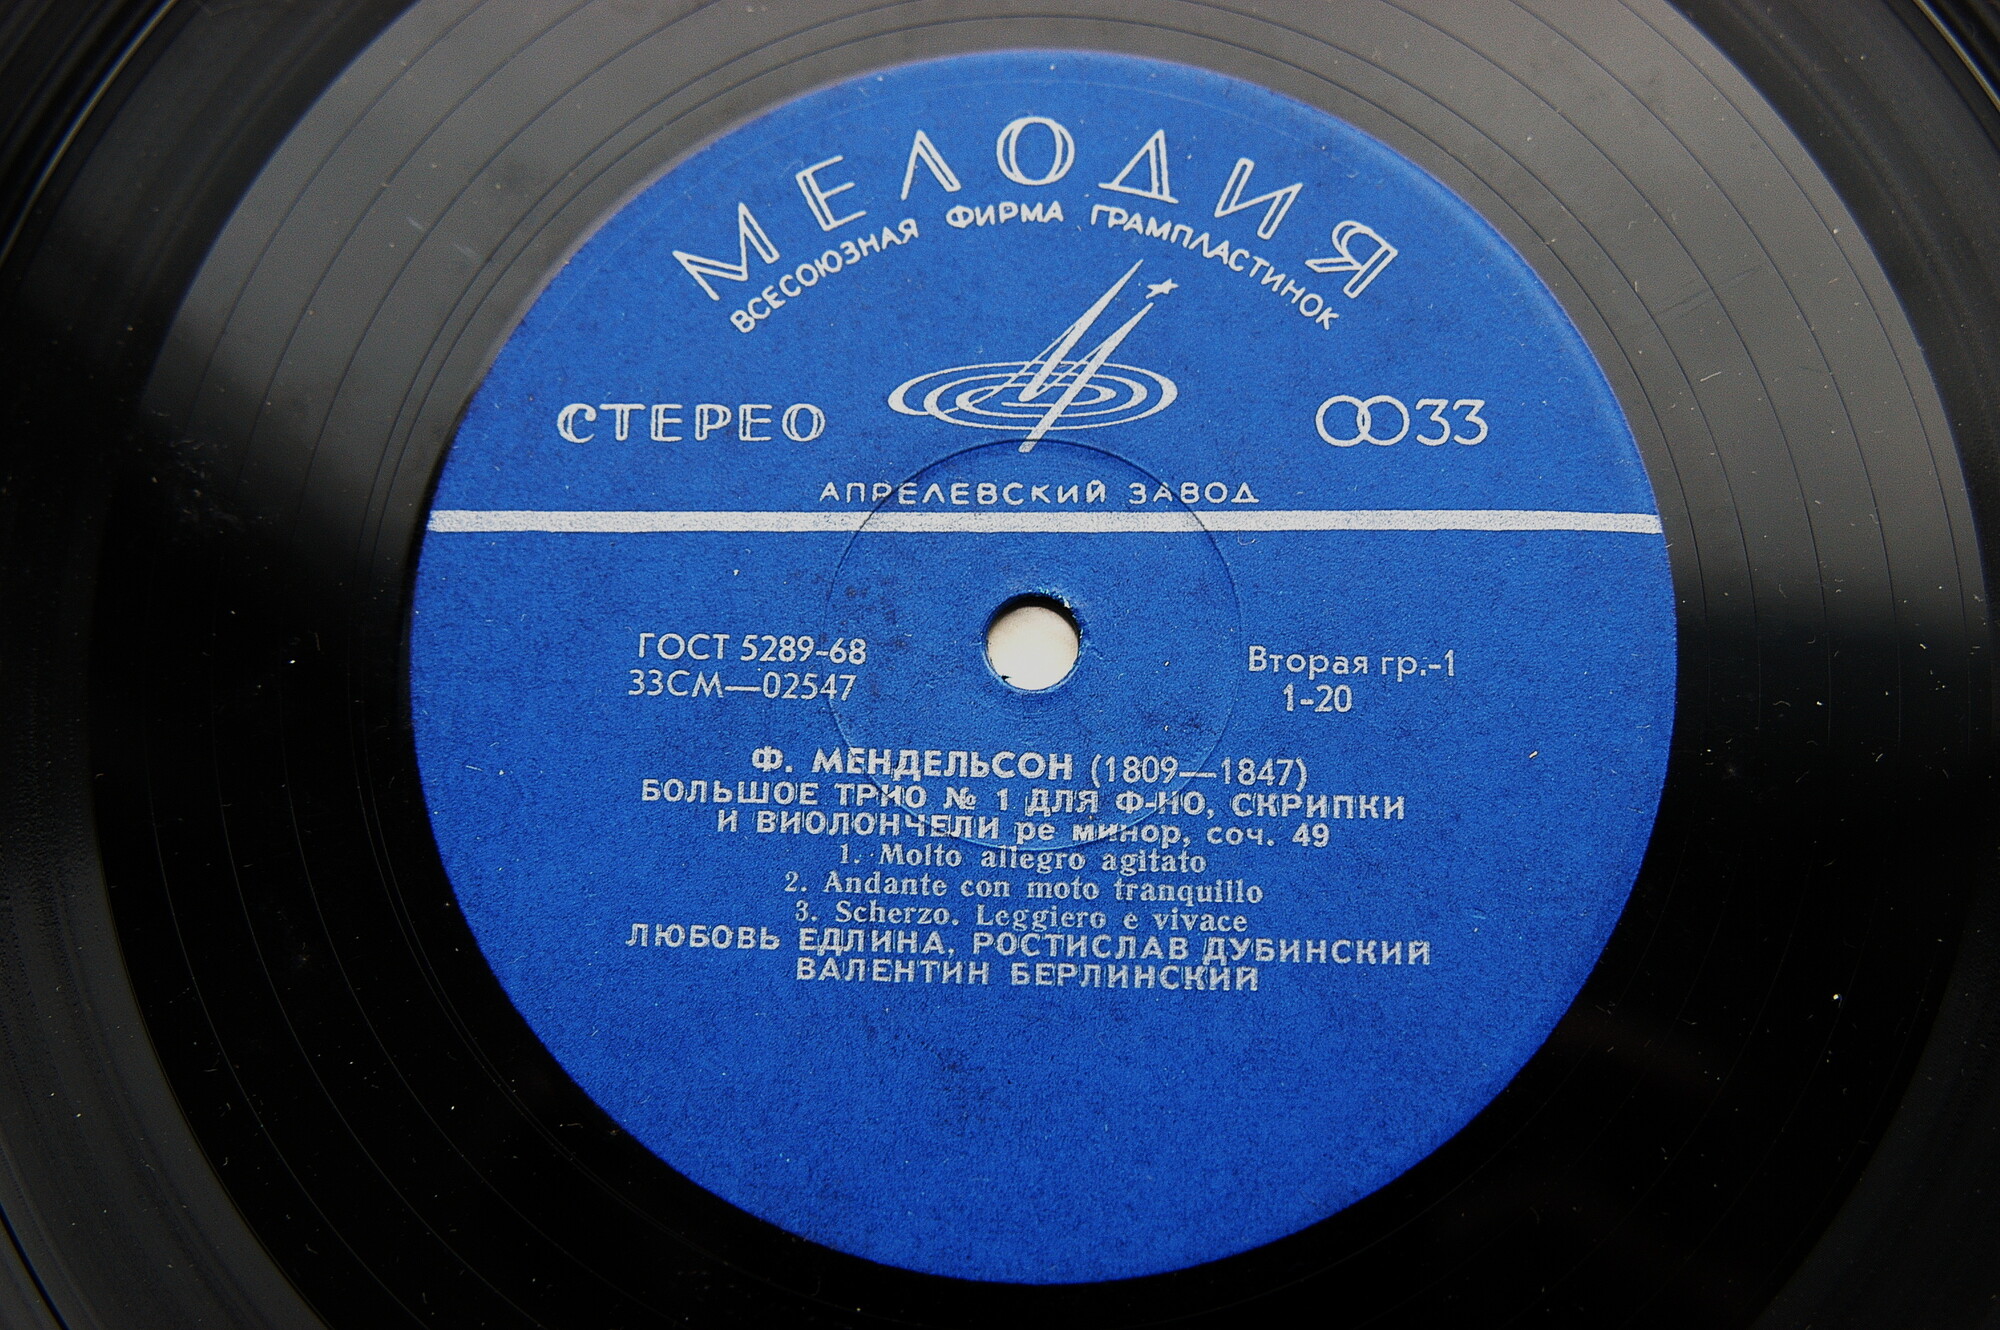 МЕЛОДИЯ
ВСЕСОЮЗНАЯ ФИРМА ГРАМПЛАСТИНОК
СТЕРЕО
33
АПРЕЛЕВСКИЙ ЗАВОД
ГОСТ 5289-68
33СМ—02547
Вторая гр.-1
1-20
Ф. МЕНДЕЛЬСОН (1809—1847)
БОЛЬШОЕ ТРИО № 1 ДЛЯ Ф-НО, СКРИПКИ
И ВИОЛОНЧЕЛИ ре минор, соч. 49
1. Molto allegro agitato
2. Andante con moto tranquillo
3. Scherzo. Leggiero e vivace
ЛЮБОВЬ ЕДЛИНА, РОСТИСЛАВ ДУБИНСКИЙ
ВАЛЕНТИН БЕРЛИНСКИЙ